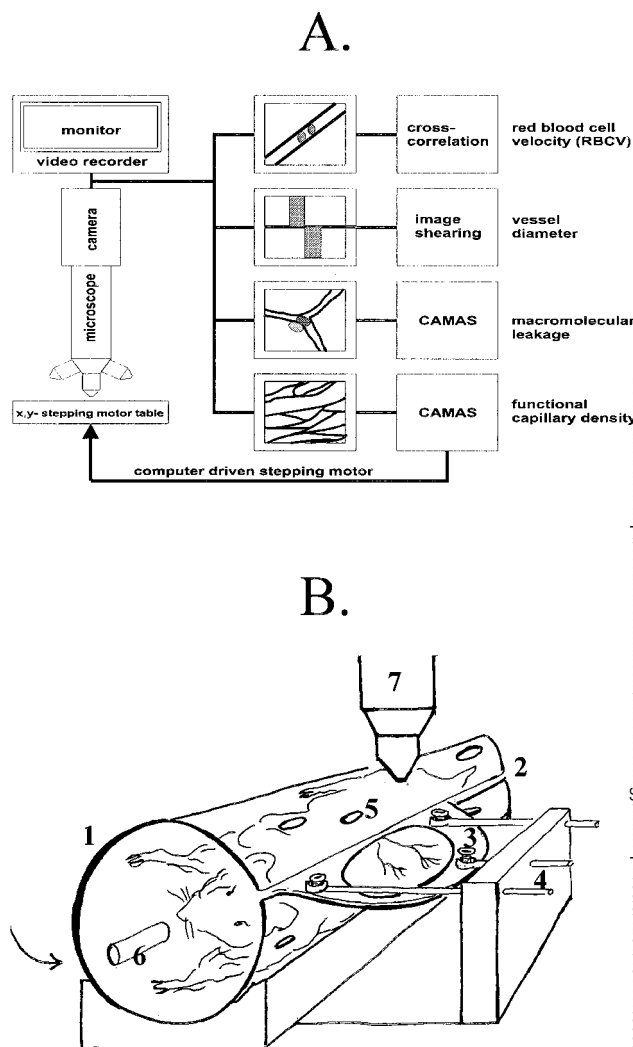 A.
monitor
video recorder
camera
microscope
x,y- stepping motor table
computer driven stepping motor
cross-
correlation
red blood cell
velocity (RBCV)
image
shearing
vessel
diameter
CAMAS
macromolecular
leakage
CAMAS
functional
capillary density
B.
7
2
1
5
3
4
6